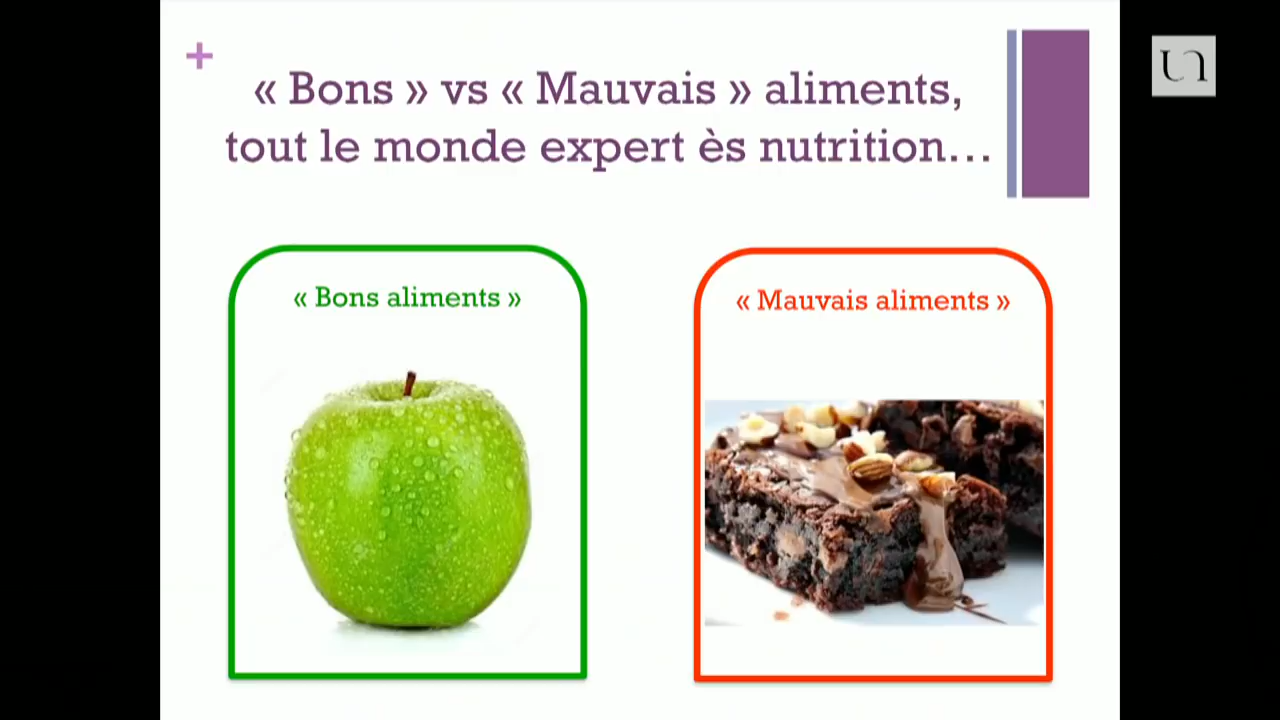 +
« Bons » vs « Mauvais » aliments,
tout le monde expert ès nutrition…
« Bons aliments »
« Mauvais aliments »